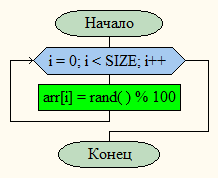 Начало
i = 0; i < SIZE; i++
arr[i] = rand( ) % 100
Конец